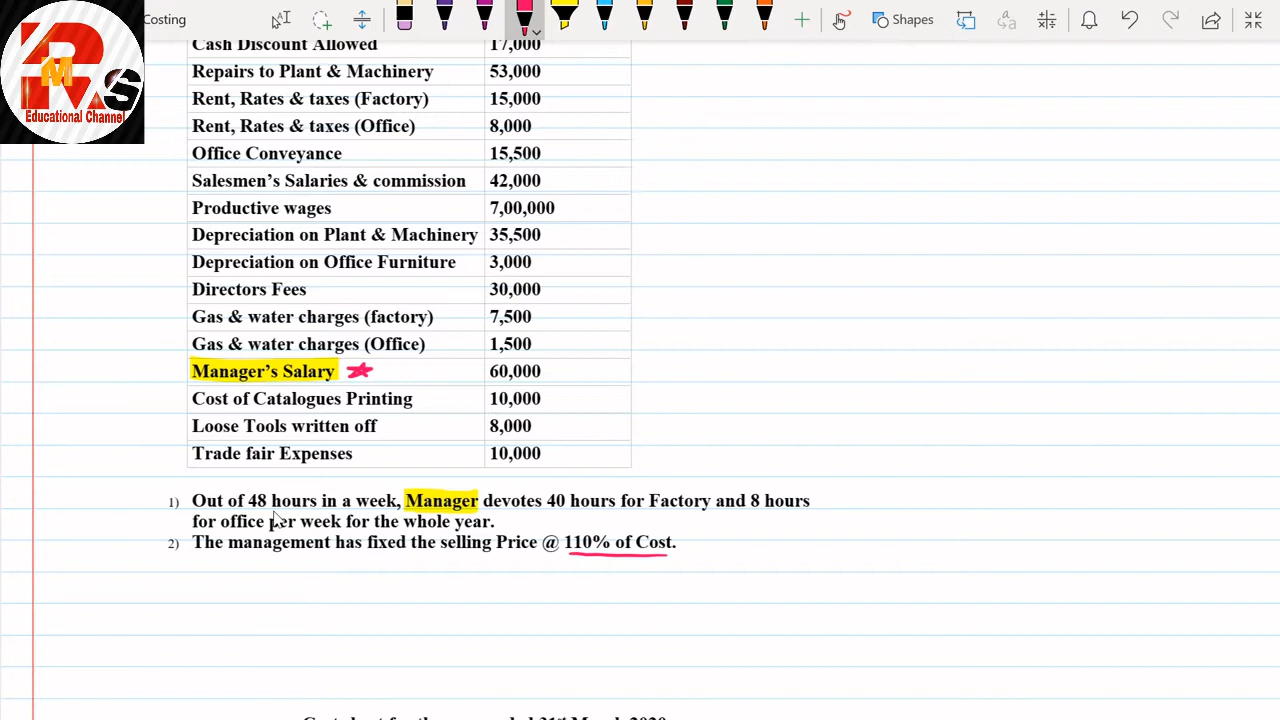 Costing
Shapes
RMS
Educational Channel
Cash Discount Allowed 17,000
Repairs to Plant & Machinery 53,000
Rent, Rates & taxes (Factory) 15,000
Rent, Rates & taxes (Office) 8,000
Office Conveyance 15,500
Salesmen's Salaries & commission 42,000
Productive wages 7,00,000
Depreciation on Plant & Machinery 35,500
Depreciation on Office Furniture 3,000
Directors Fees 30,000
Gas & water charges (factory) 7,500
Gas & water charges (Office) 1,500
Manager's Salary 60,000
Cost of Catalogues Printing 10,000
Loose Tools written off 8,000
Trade fair Expenses 10,000
1) Out of 48 hours in a week, Manager devotes 40 hours for Factory and 8 hours
for office per week for the whole year.
2) The management has fixed the selling Price @ 110% of Cost.